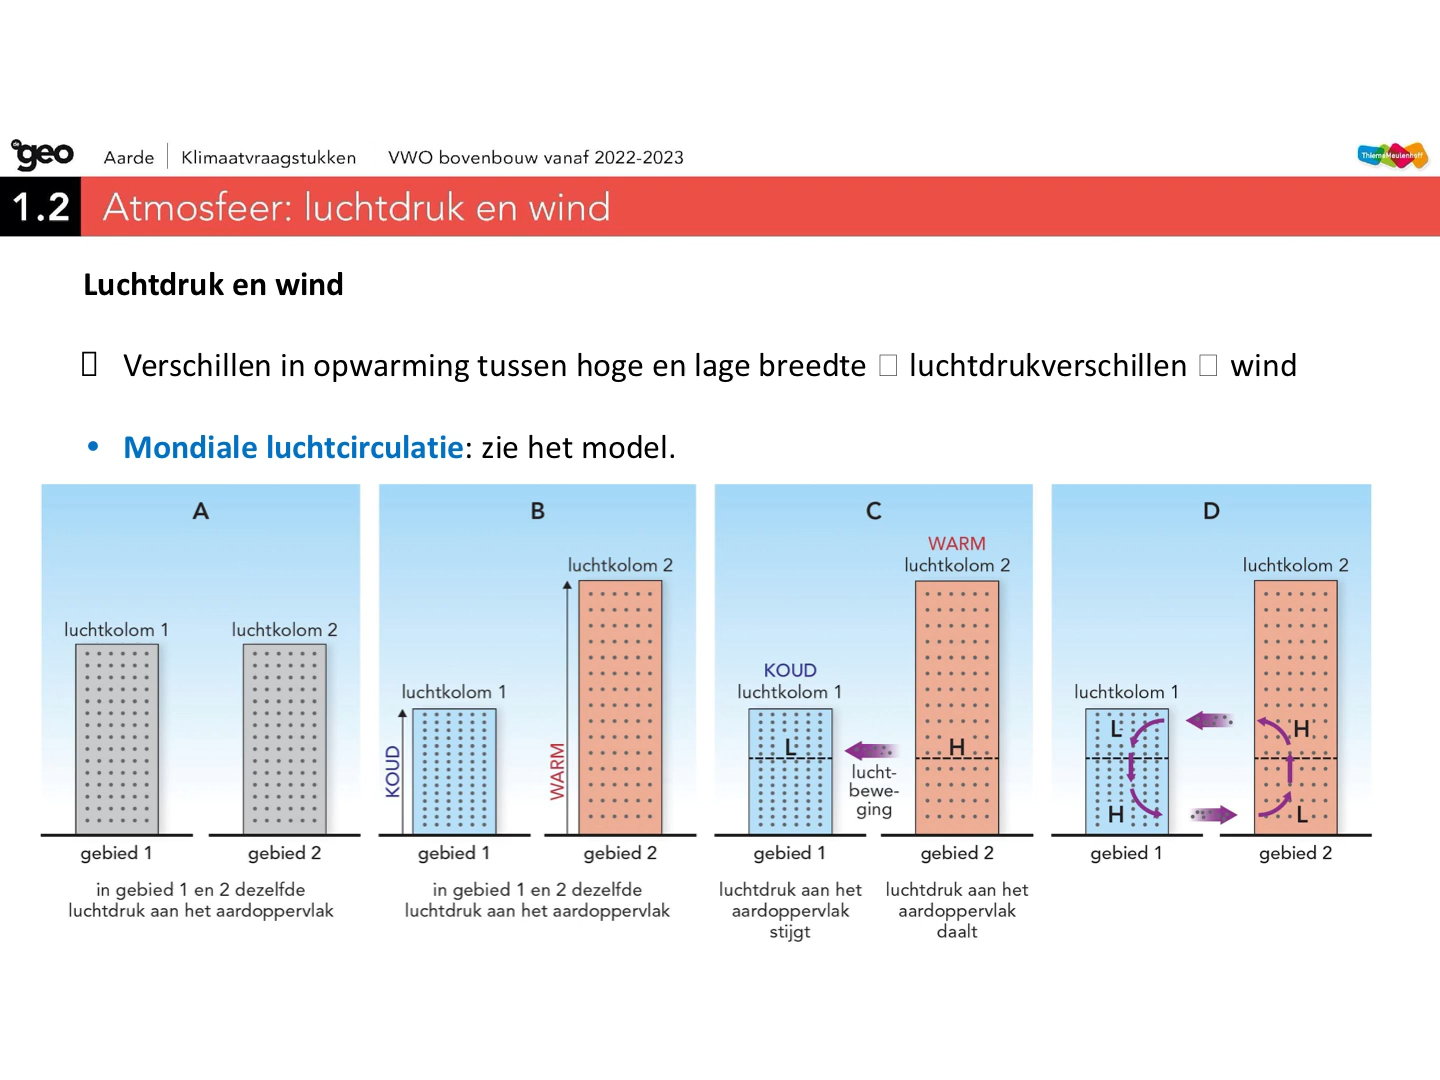 de geo Aarde Klimaatvraagstukken VWO bovenbouw vanaf 2022-2023 ThiemeMeulenhoff
1.2 Atmosfeer: luchtdruk en wind
Luchtdruk en wind
Verschillen in opwarming tussen hoge en lage breedte luchtdrukverschillen wind
• Mondiale luchtcirculatie: zie het model.
A
luchtkolom 1 luchtkolom 2
gebied 1 gebied 2
in gebied 1 en 2 dezelfde
luchtdruk aan het aardoppervlak
B
luchtkolom 2
luchtkolom 1
KOUD WARM
gebied 1 gebied 2
in gebied 1 en 2 dezelfde
luchtdruk aan het aardoppervlak
C
WARM
luchtkolom 2
KOUD
luchtkolom 1
L H
lucht-
bewe-
ging
gebied 1 gebied 2
luchtdruk aan het
aardoppervlak
stijgt
luchtdruk aan het
aardoppervlak
daalt
D
luchtkolom 2
luchtkolom 1
L H
H L
gebied 1 gebied 2